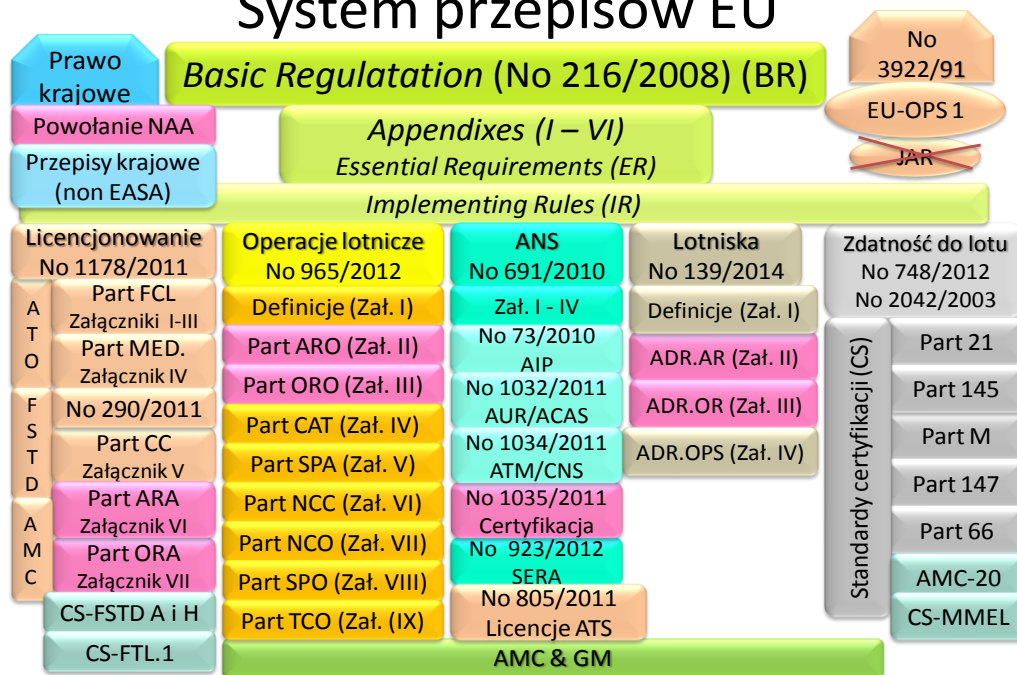 System przepisów EU
Prawo
krajowe
Powołanie NAA
Przepisy krajowe
(non EASA)
Basic Regulatation (No 216/2008) (BR)
Appendixes (I – VI)
Essential Requirements (ER)
Implementing Rules (IR)
No
3922/91
EU-OPS 1
JAR
Licencjonowanie
No 1178/2011
A
T
O
F
S
T
D
A
M
C
Part FCL
Załączniki I-III
Part MED.
Załącznik IV
No 290/2011
Part CC
Załącznik V
Part ARA
Załącznik VI
Part ORA
Załącznik VII
CS-FSTD A i H
CS-FTL.1
Operacje lotnicze
No 965/2012
Definicje (Zał. I)
Part ARO (Zał. II)
Part ORO (Zał. III)
Part CAT (Zał. IV)
Part SPA (Zał. V)
Part NCC (Zał. VI)
Part NCO (Zał. VII)
Part SPO (Zał. VIII)
Part TCO (Zał. (IX)
ANS
No 691/2010
Zał. I - IV
No 73/2010
AIP
No 1032/2011
AUR/ACAS
No 1034/2011
ATM/CNS
No 1035/2011
Certyfikacja
No 923/2012
SERA
No 805/2011
Licencje ATS
Lotniska
No 139/2014
Definicje (Zał. I)
ADR.AR (Zał. II)
ADR.OR (Zał. III)
ADR.OPS (Zał. IV)
Zdatność do lotu
No 748/2012
No 2042/2003
Standardy certyfikacji (CS)
Part 21
Part 145
Part M
Part 147
Part 66
AMC-20
CS-MMEL
AMC & GM